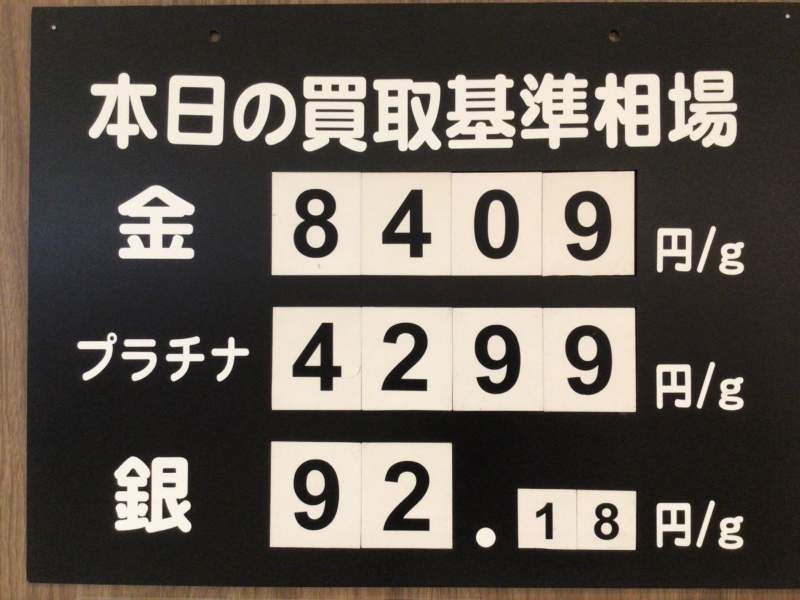 本日の買取基準相場
金 8409 円/g
プラチナ 4299 円/g
銀 92.18 円/g